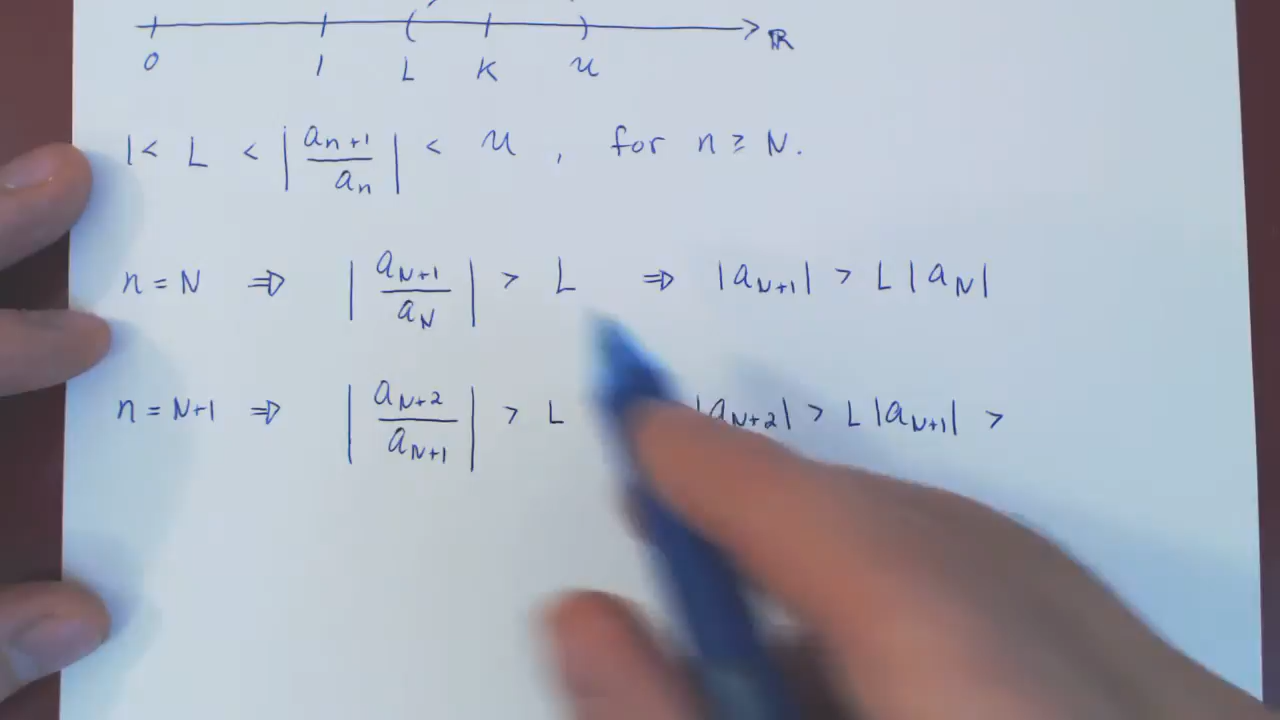 0 1 L K u ℝ
1 < L < |a_{n+1}/a_n| < u , for n ≥ N.
n = N ⇒ |a_{N+1}/a_N| > L ⇒ |a_{N+1}| > L |a_N|
n = N+1 ⇒ |a_{N+2}/a_{N+1}| > L |a_{N+2}| > L |a_{N+1}| >